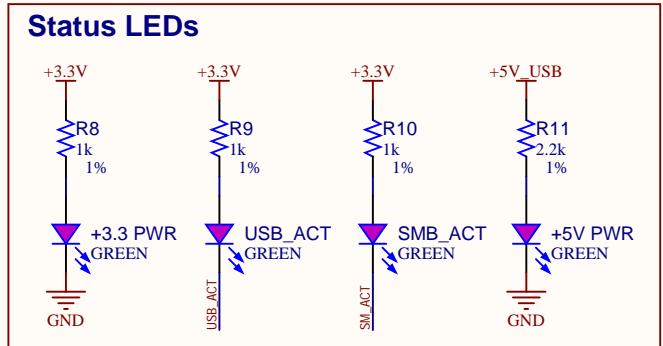 Status LEDs
+3.3V
+3.3V
+3.3V
+5V_USB
R8
1k
1%
R9
1k
1%
R10
1k
1%
R11
2.2k
1%
+3.3 PWR
GREEN
USB_ACT
GREEN
SMB_ACT
GREEN
+5V PWR
GREEN
GND
USB_ACT
SM_ACT
GND